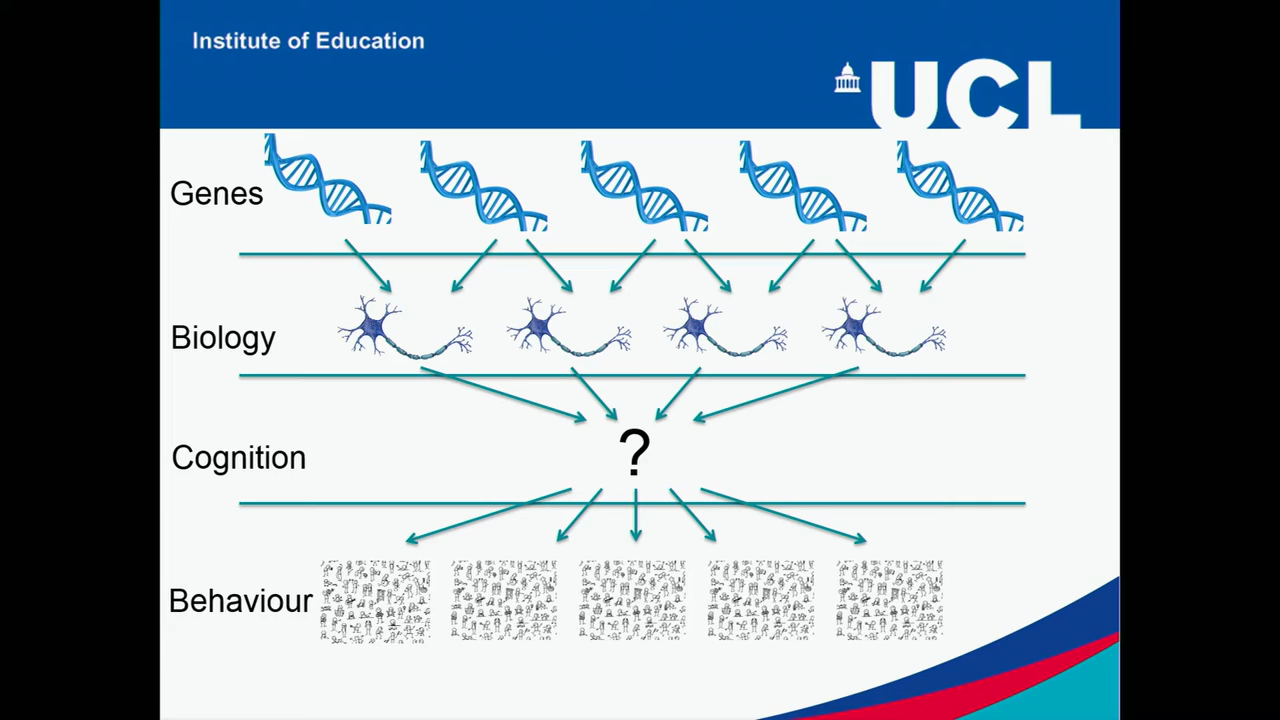 Institute of Education
UCL
Genes
Biology
Cognition
?
Behaviour